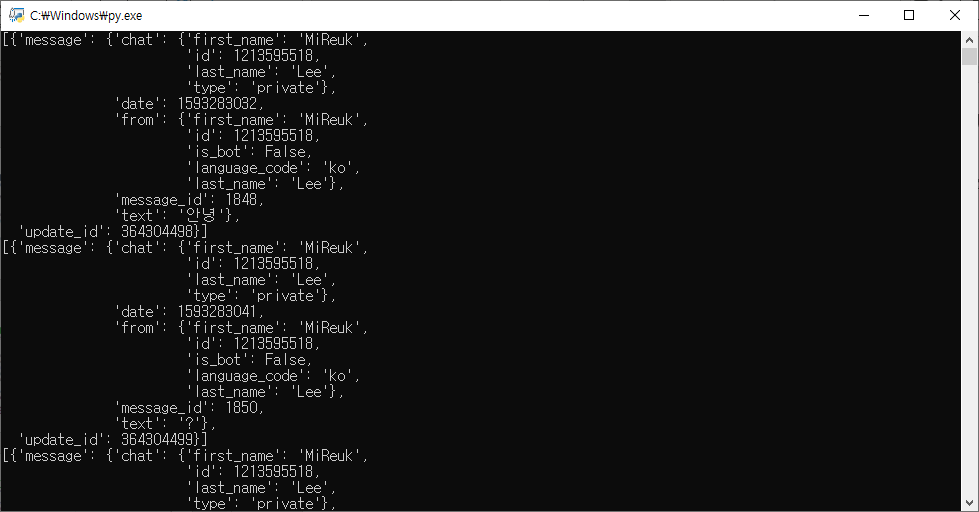 C:\Windows\py.exe
[{'message': {'chat': {'first_name': 'MiReuk',
'id': 1213595518,
'last_name': 'Lee',
'type': 'private'},
'date': 1593283032,
'from': {'first_name': 'MiReuk',
'id': 1213595518,
'is_bot': False,
'language_code': 'ko',
'last_name': 'Lee'},
'message_id': 1848,
'text': '안녕'},
'update_id': 364304498}]
[{'message': {'chat': {'first_name': 'MiReuk',
'id': 1213595518,
'last_name': 'Lee',
'type': 'private'},
'date': 1593283041,
'from': {'first_name': 'MiReuk',
'id': 1213595518,
'is_bot': False,
'language_code': 'ko',
'last_name': 'Lee'},
'message_id': 1850,
'text': '?'},
'update_id': 364304499}]
[{'message': {'chat': {'first_name': 'MiReuk',
'id': 1213595518,
'last_name': 'Lee',
'type': 'private'},